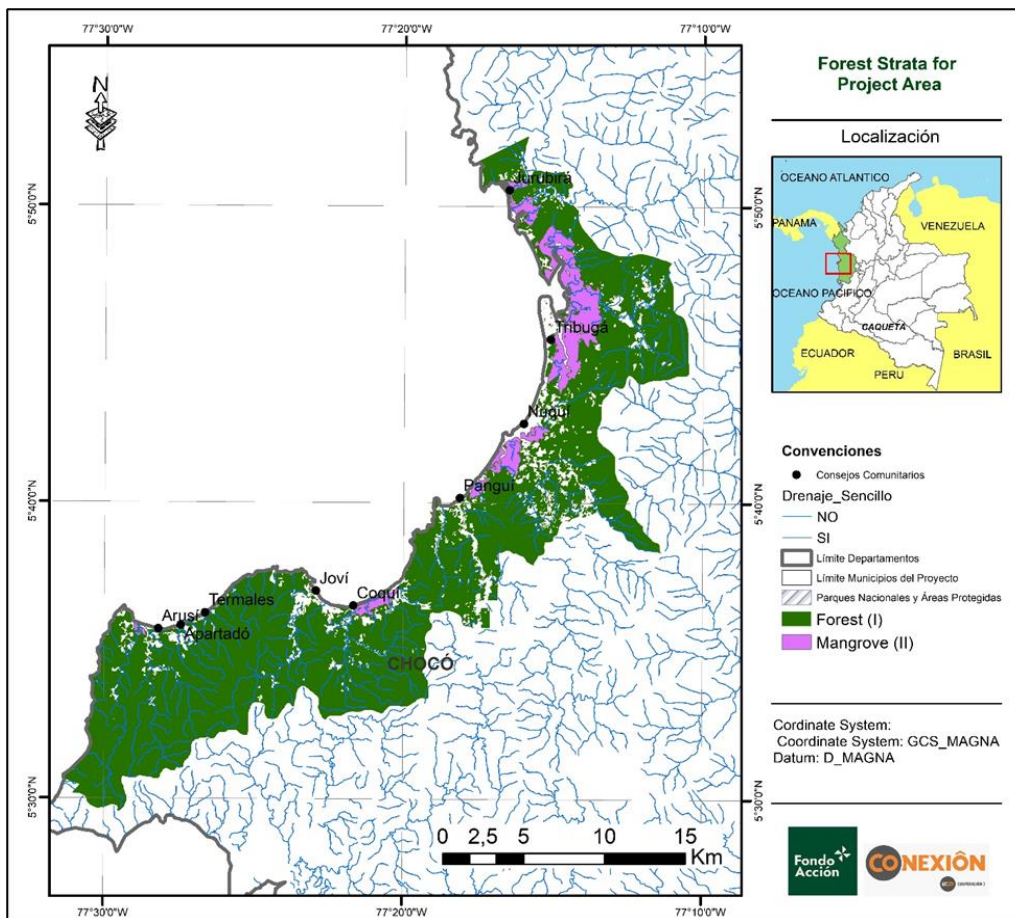 77°30'0"W
77°20'0"W
77°10'0"W
N
5°50'0"N
5°50'0"N
5°40'0"N
5°40'0"N
5°30'0"N
5°30'0"N
Jurubirá
Tribugá
Nuquí
Panguí
Joví
Coquí
Termales
Arusí
Apartadó
CHOCÓ
0 2,5 5 10 15
Km
77°30'0"W
77°20'0"W
77°10'0"W
Forest Strata for
Project Area
Localización
OCEANO ATLANTICO
PANAMA
VENEZUELA
OCEANO PACIFICO
CAQUETA
ECUADOR
BRASIL
PERU
Convenciones
Consejos Comunitarios
Drenaje_Sencillo
NO
SI
Límite Departamentos
Límite Municipios del Proyecto
Parques Nacionales y Áreas Protegidas
Forest (I)
Mangrove (II)
Cordinate System:
Coordinate System: GCS_MAGNA
Datum: D_MAGNA
Fondo
Acción
CONEXIÓN